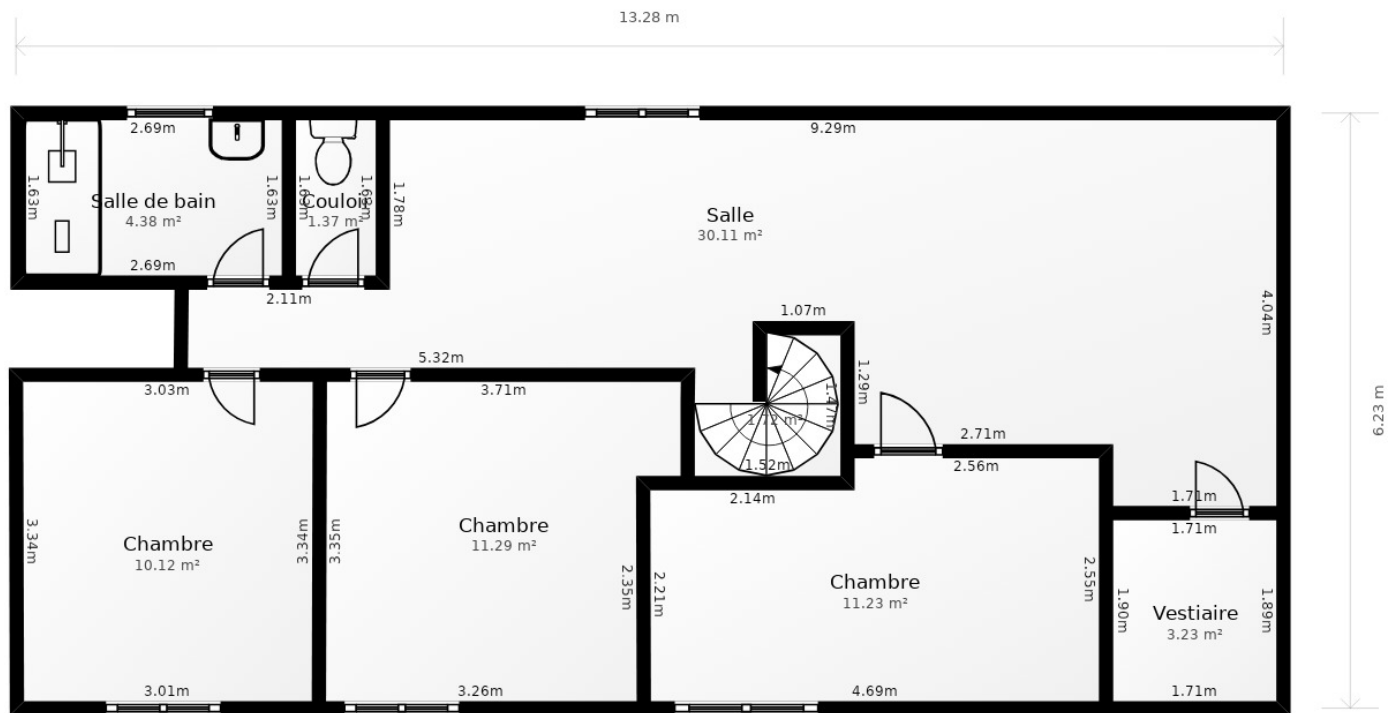 13.28 m
2.69m
9.29m
1.63m
1.63m
1.69m
1.69m
1.78m
Salle de bain
4.38 m²
Couloir
1.37 m²
Salle
30.11 m²
2.69m
2.11m
4.04m
1.07m
5.32m
3.03m
3.71m
1.29m
1.47m
6.23 m
1.72 m²
2.71m
1.52m
2.56m
2.14m
1.71m
1.71m
3.34m
Chambre
10.12 m²
3.34m
3.35m
Chambre
11.29 m²
2.35m
2.21m
Chambre
11.23 m²
2.55m
1.90m
Vestiaire
3.23 m²
1.89m
3.01m
3.26m
4.69m
1.71m